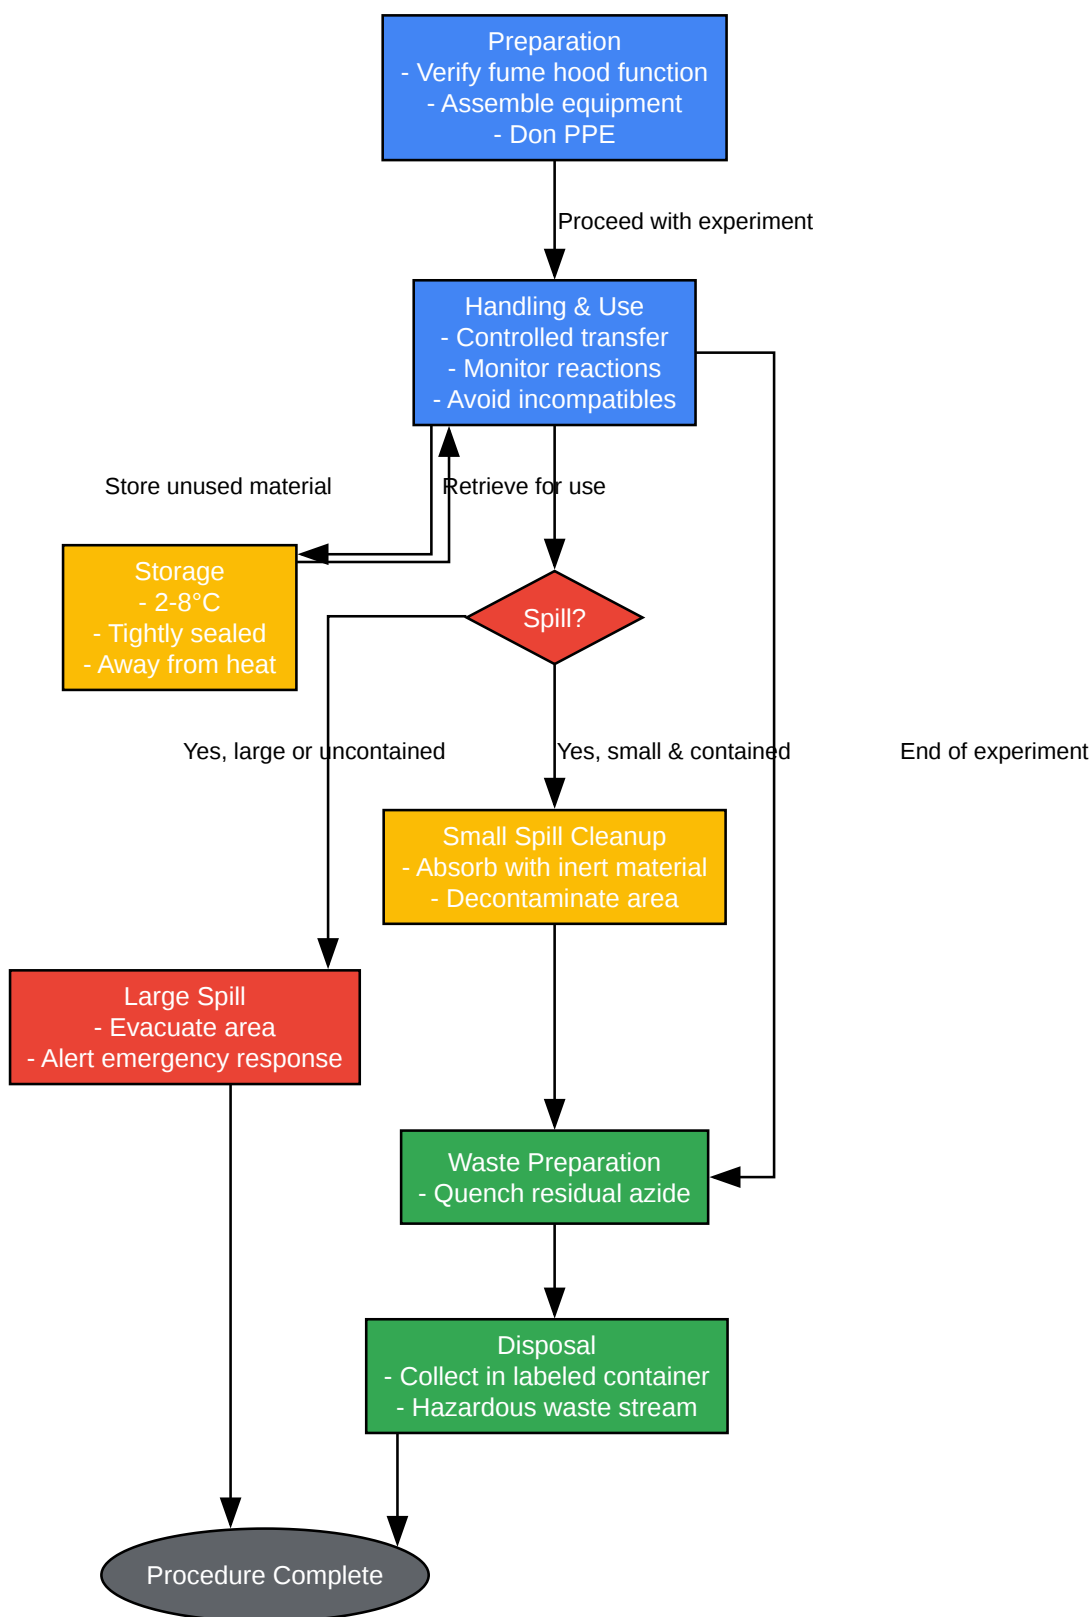 Preparation
- Verify fume hood function
- Assemble equipment
- Don PPE
Proceed with experiment
Handling & Use
- Controlled transfer
- Monitor reactions
- Avoid incompatibles
Store unused material
Retrieve for use
Storage
- 2-8°C
- Tightly sealed
- Away from heat
Spill?
Yes, large or uncontained
Yes, small & contained
End of experiment
Small Spill Cleanup
- Absorb with inert material
- Decontaminate area
Large Spill
- Evacuate area
- Alert emergency response
Waste Preparation
- Quench residual azide
Disposal
- Collect in labeled container
- Hazardous waste stream
Procedure Complete